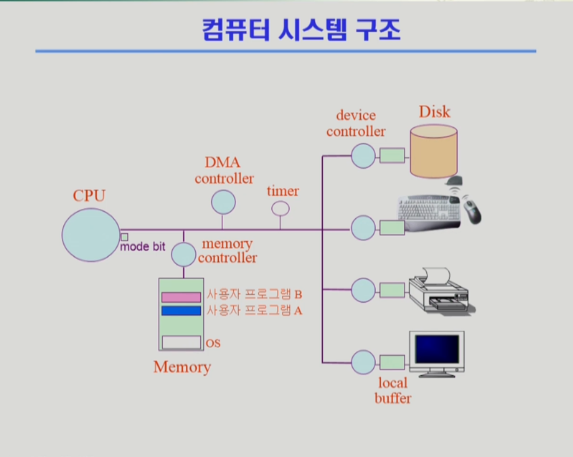 컴퓨터 시스템 구조
device
controller
Disk
DMA
controller
timer
CPU
mode bit
memory
controller
사용자 프로그램 B
사용자 프로그램 A
OS
Memory
local
buffer